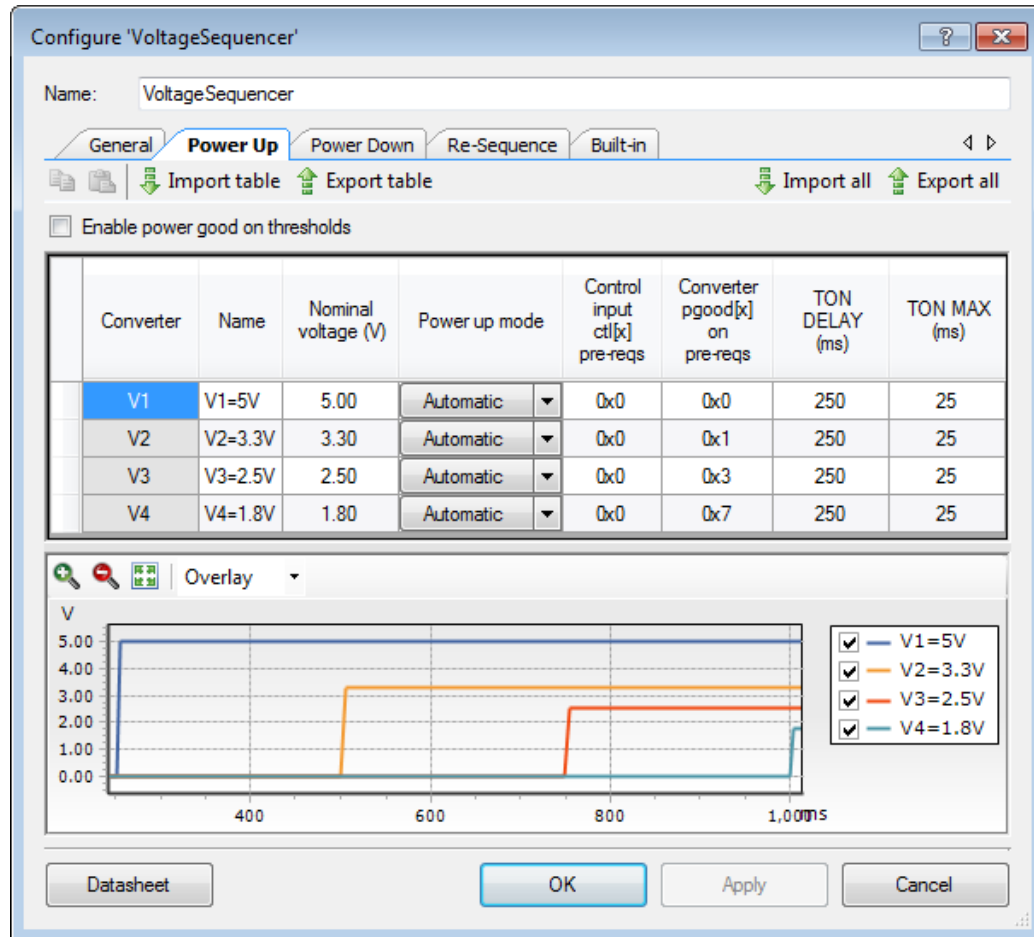 Configure 'VoltageSequencer'
Name: VoltageSequencer
General Power Up Power Down Re-Sequence Built-in
Import table Export table Import all Export all
Enable power good on thresholds
Converter Name Nominal voltage (V) Power up mode Control input ctl[x] pre-reqs Converter pgood[x] on pre-reqs TON DELAY (ms) TON MAX (ms)
V1 V1=5V 5.00 Automatic 0x0 0x0 250 25
V2 V2=3.3V 3.30 Automatic 0x0 0x1 250 25
V3 V3=2.5V 2.50 Automatic 0x0 0x3 250 25
V4 V4=1.8V 1.80 Automatic 0x0 0x7 250 25
Overlay
V
5.00
4.00
3.00
2.00
1.00
0.00
400 600 800 1,000 ms
V1=5V
V2=3.3V
V3=2.5V
V4=1.8V
Datasheet OK Apply Cancel